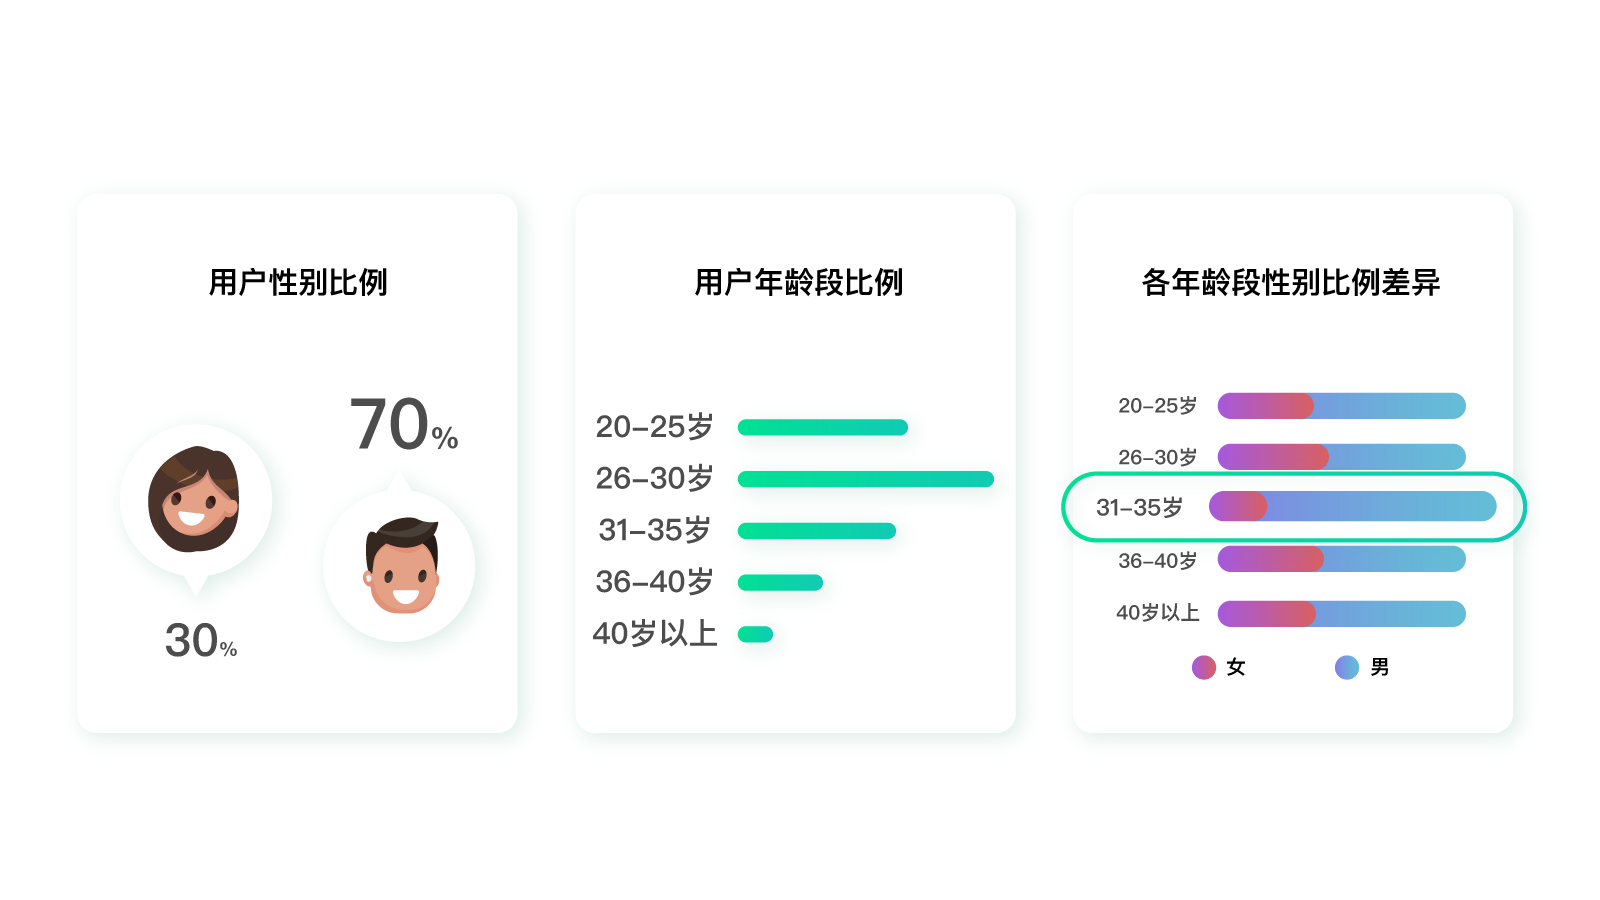 用户性别比例
70%
30%
用户年龄段比例
20–25岁
26–30岁
31–35岁
36–40岁
40岁以上
各年龄段性别比例差异
20–25岁
26–30岁
31–35岁
36–40岁
40岁以上
女
男